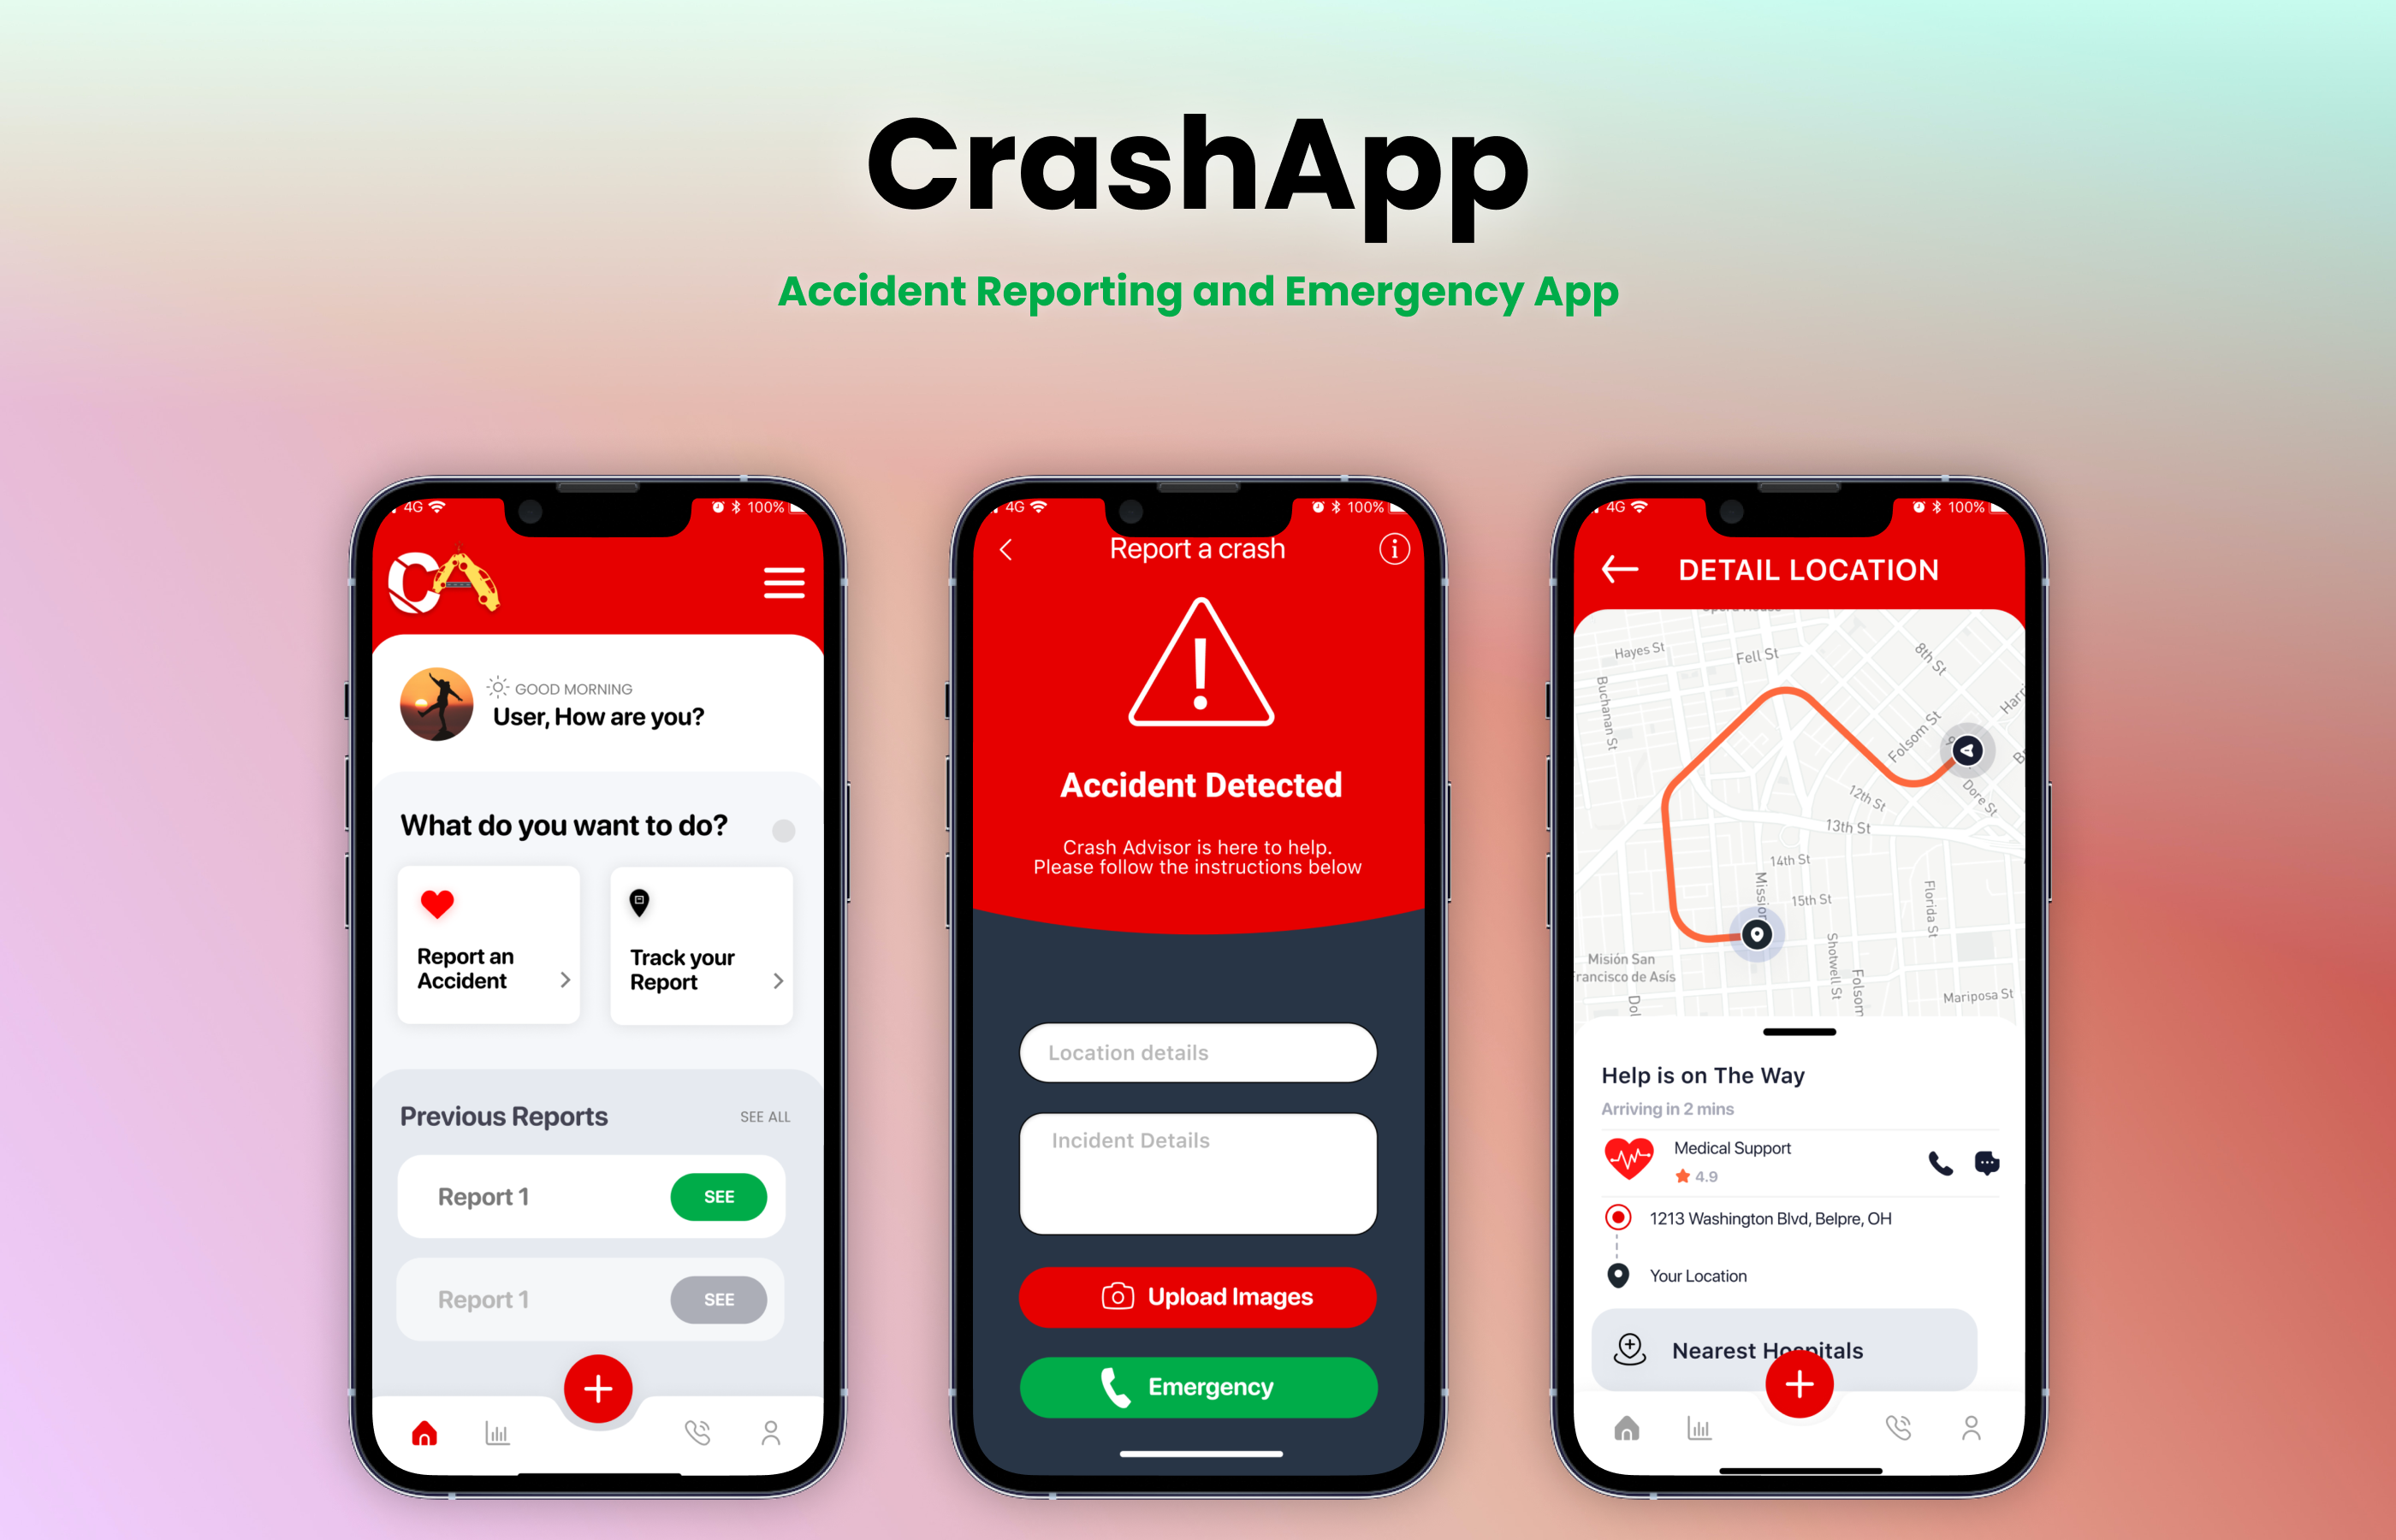 CrashApp
Accident Reporting and Emergency App
4G
100%
CA
GOOD MORNING
User, How are you?
What do you want to do?
Report an
Accident
Track your
Report
Previous Reports
SEE ALL
Report 1
SEE
Report 1
SEE
4G
100%
Report a crash
Accident Detected
Crash Advisor is here to help.
Please follow the instructions below
Location details
Incident Details
Upload Images
Emergency
4G
100%
DETAIL LOCATION
Hayes St
Fell St
8th St
Buchanan St
Folsom St
12th St
Dore St
13th St
14th St
15th St
Florida St
Shotwell St
Folsom
Misión San
Mariposa St
Help is on The Way
Arriving in 2 mins
Medical Support
4.9
1213 Washington Blvd, Belpre, OH
Your Location
Nearest Hospitals